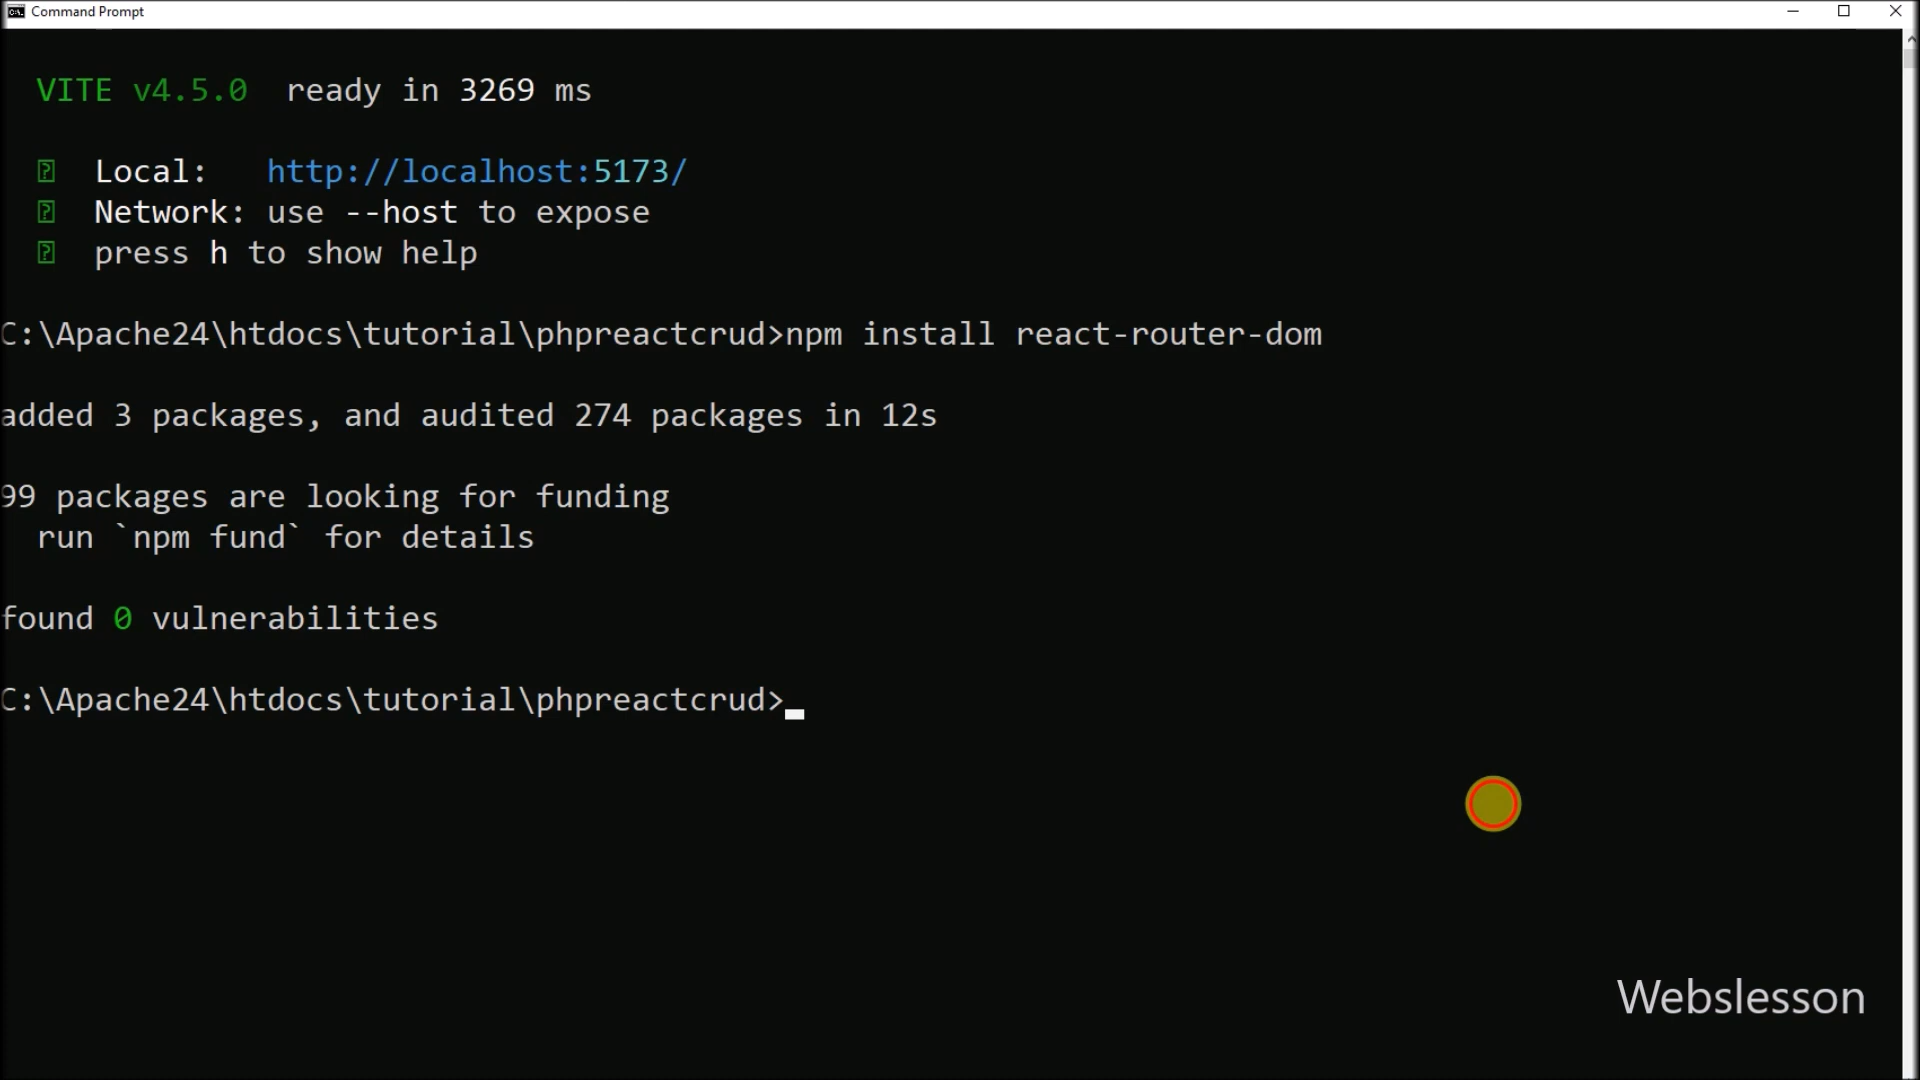 Command Prompt
VITE v4.5.0 ready in 3269 ms
Local: http://localhost:5173/
Network: use --host to expose
press h to show help
C:\Apache24\htdocs\tutorial\phpreactcrud>npm install react-router-dom
added 3 packages, and audited 274 packages in 12s
99 packages are looking for funding
run `npm fund` for details
found 0 vulnerabilities
C:\Apache24\htdocs\tutorial\phpreactcrud>
Webslesson